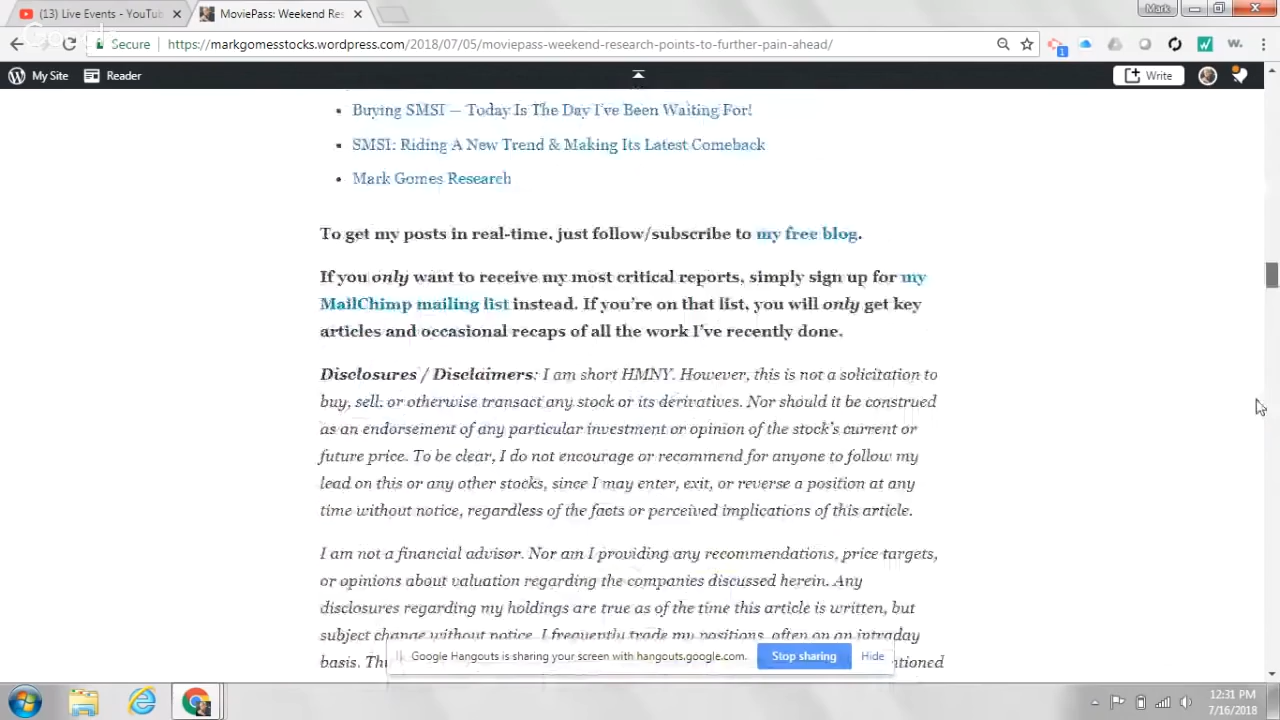 (13) Live Events - YouTub
MoviePass: Weekend Res
Mark
Secure
https://markgomesstocks.wordpress.com/2018/07/05/moviepass-weekend-research-points-to-further-pain-ahead/
1
My Site
Reader
Write
Buying SMSI – Today Is The Day I've Been Waiting For!
SMSI: Riding A New Trend & Making Its Latest Comeback
Mark Gomes Research
To get my posts in real-time, just follow/subscribe to my free blog.
If you only want to receive my most critical reports, simply sign up for my
MailChimp mailing list instead. If you're on that list, you will only get key
articles and occasional recaps of all the work I've recently done.
Disclosures / Disclaimers: I am short HMNY. However, this is not a solicitation to
buy, sell, or otherwise transact any stock or its derivatives. Nor should it be construed
as an endorsement of any particular investment or opinion of the stock's current or
future price. To be clear, I do not encourage or recommend for anyone to follow my
lead on this or any other stocks, since I may enter, exit, or reverse a position at any
time without notice, regardless of the facts or perceived implications of this article.
I am not a financial advisor. Nor am I providing any recommendations, price targets,
or opinions about valuation regarding the companies discussed herein. Any
disclosures regarding my holdings are true as of the time this article is written, but
subject change without notice. I frequently trade my positions, often on an intraday
basis.
Google Hangouts is sharing your screen with hangouts.google.com.
Stop sharing
Hide
12:31 PM
7/16/2018